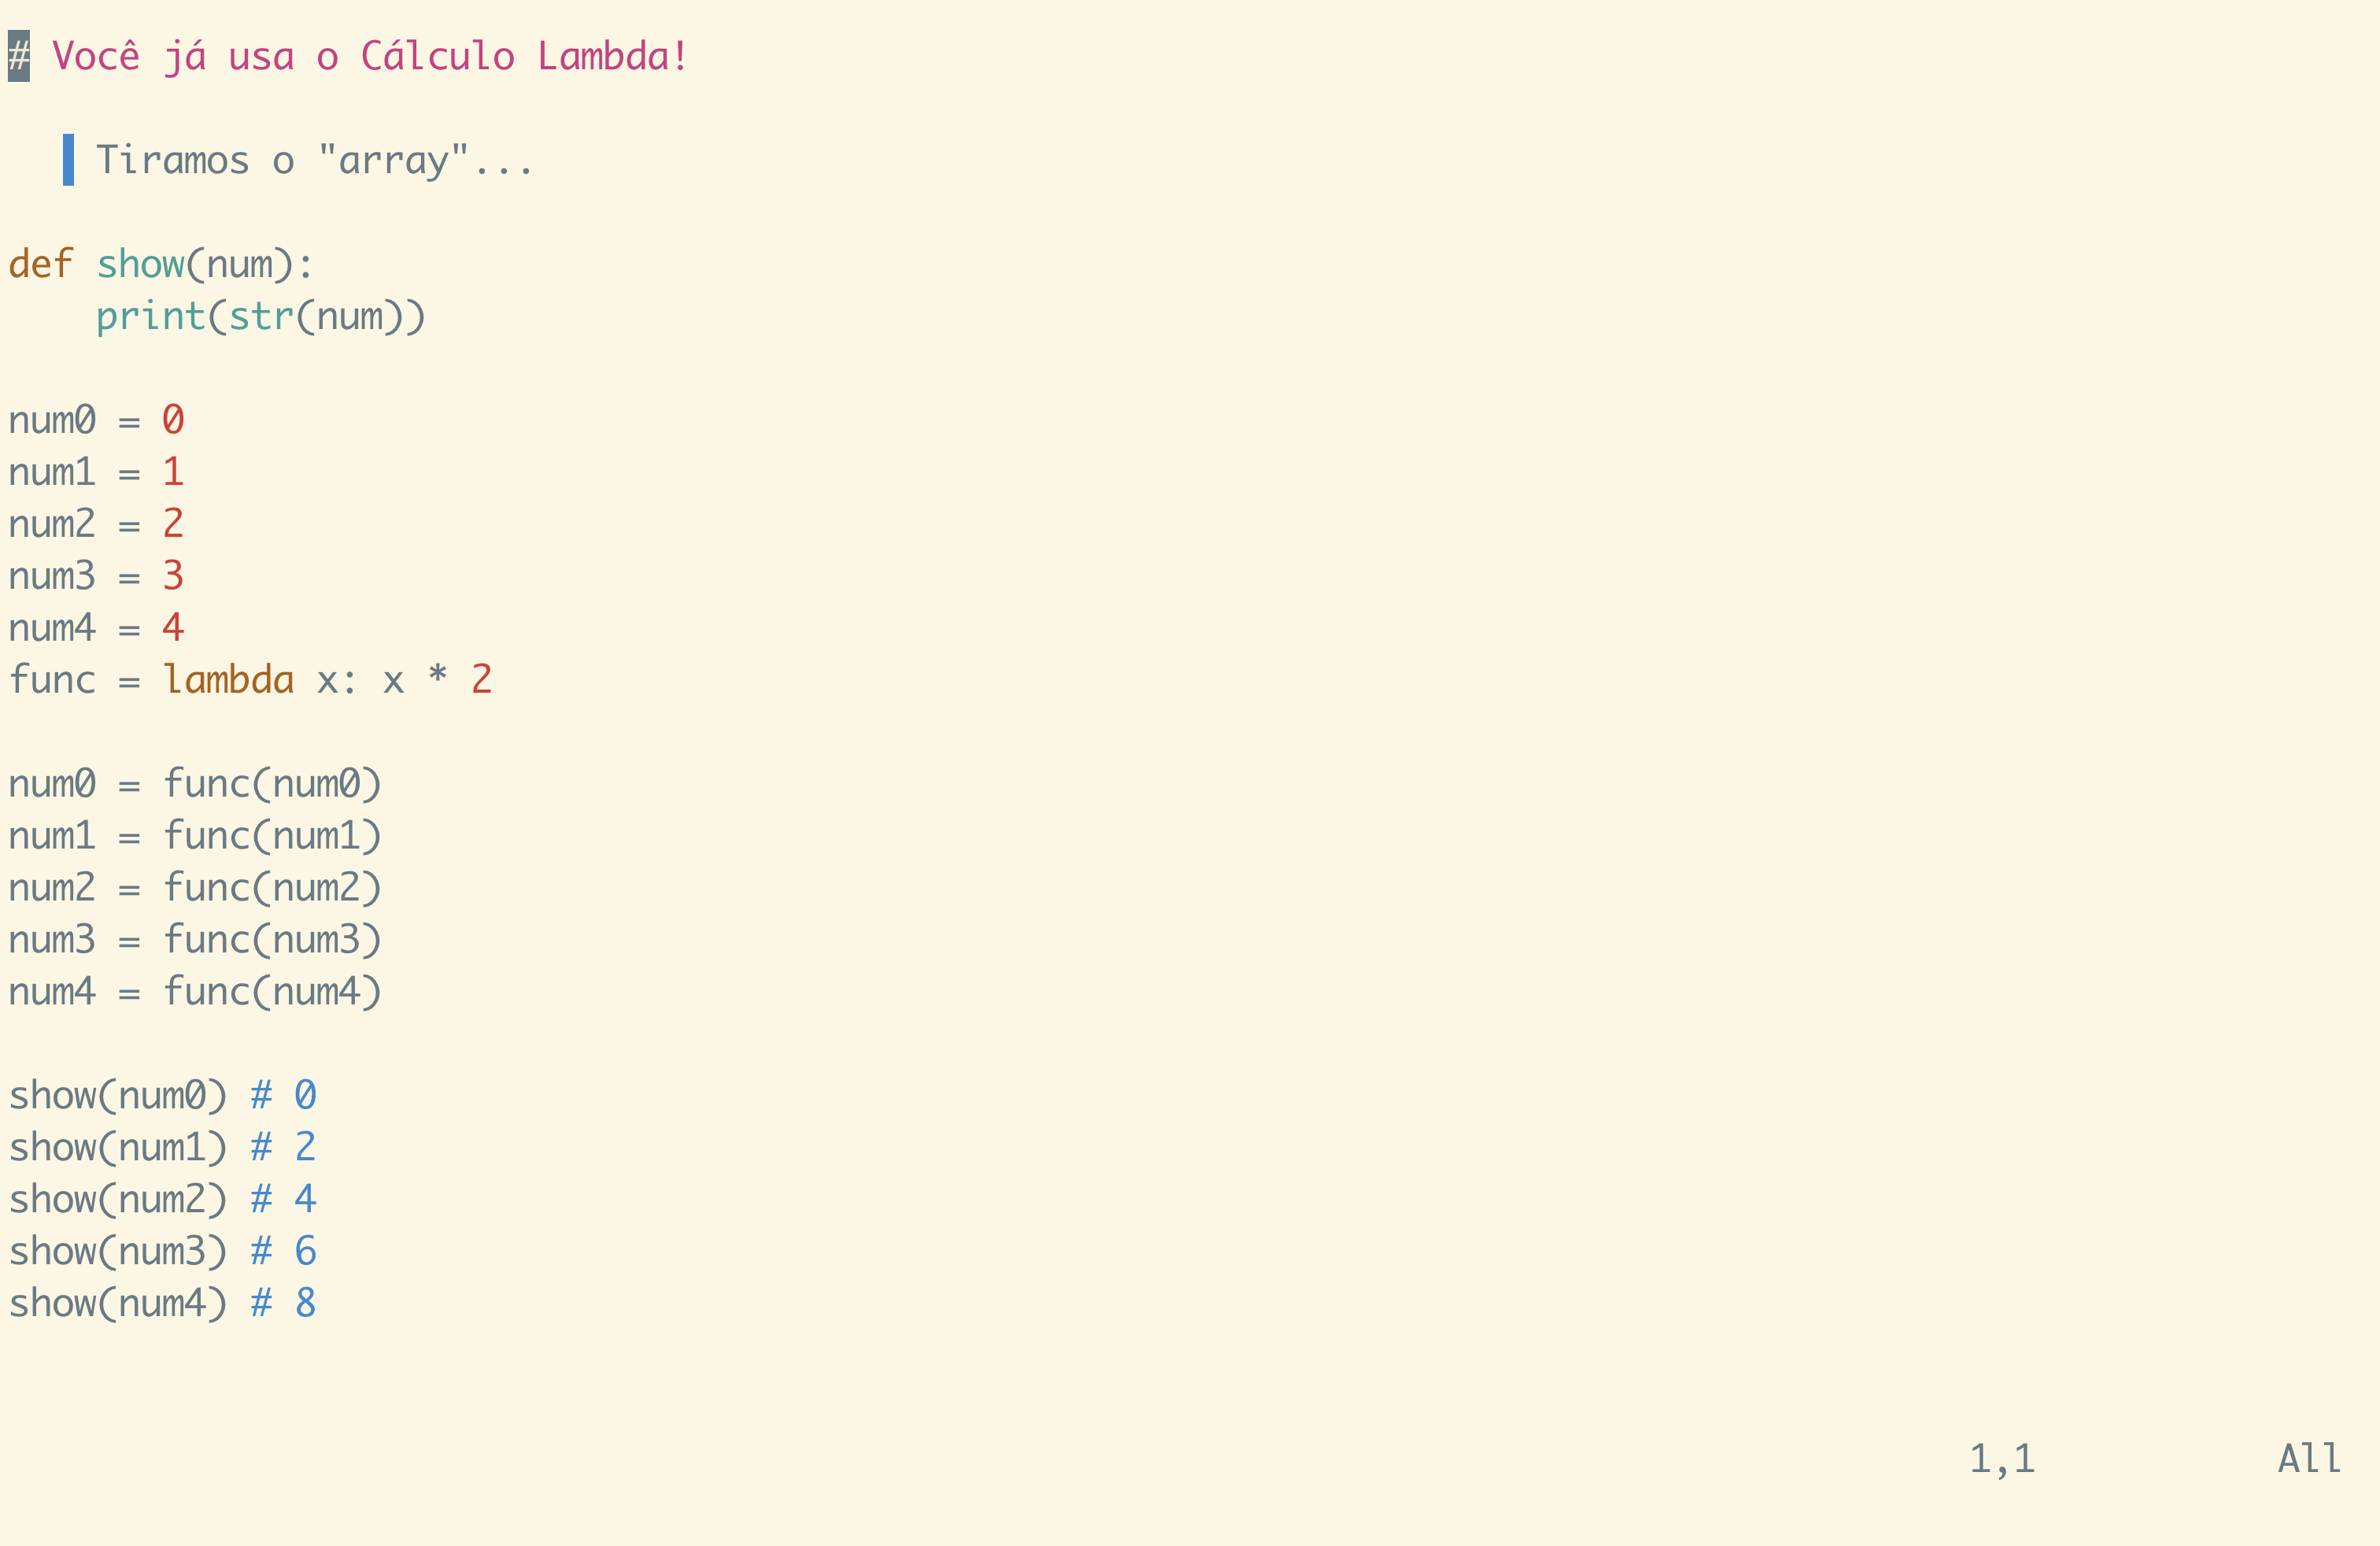 # Você já usa o Cálculo Lambda!
Tiramos o "array"...
def show(num):
    print(str(num))
num0 = 0
num1 = 1
num2 = 2
num3 = 3
num4 = 4
func = lambda x: x * 2
num0 = func(num0)
num1 = func(num1)
num2 = func(num2)
num3 = func(num3)
num4 = func(num4)
show(num0) # 0
show(num1) # 2
show(num2) # 4
show(num3) # 6
show(num4) # 8
1,1 All